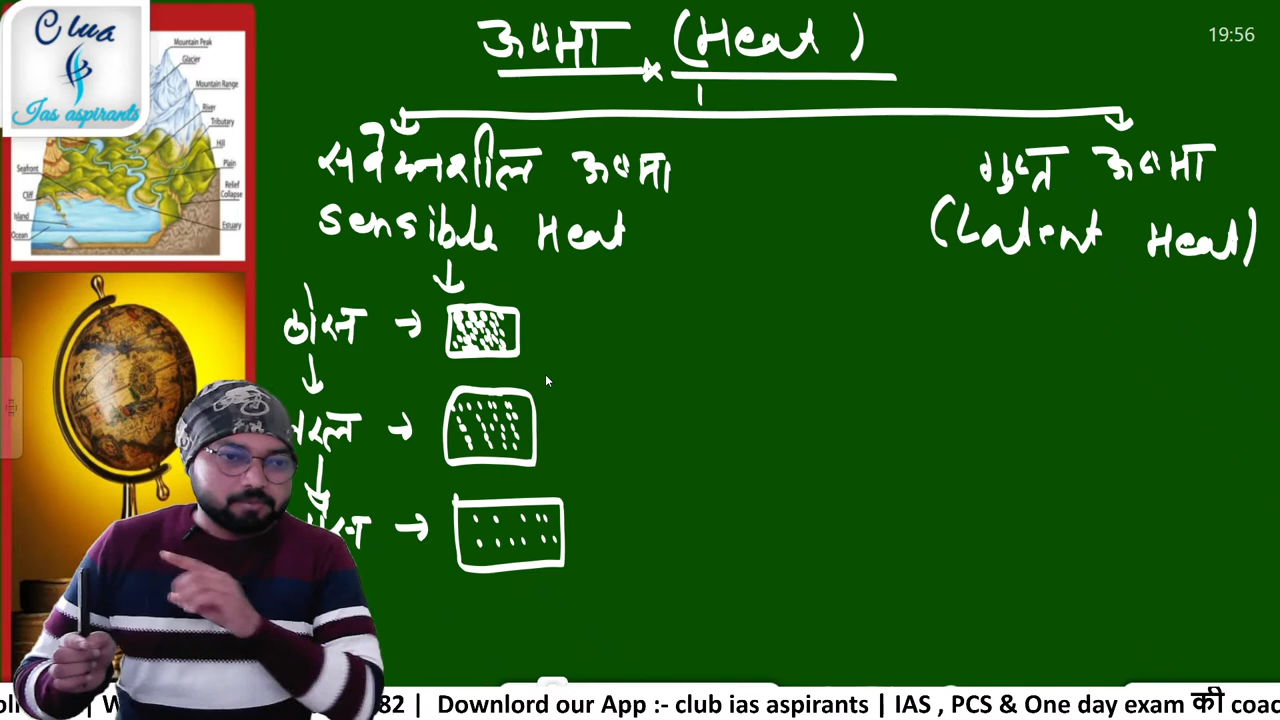 Clua
Ias aspirants
Mountain Peak
Glacier
Mountain Range
River
Tributary
Hill
Plain
Relief
Collapse
Estuary
Seafront
Cliff
Island
Ocean
19:56
ऊष्मा (Heat)
संवेदनशील ऊष्मा
Sensible Heat
गुप्त ऊष्मा
(Latent Heat)
ठोस →
→
→
82 | Downlord our App :- club ias aspirants | IAS , PCS & One day exam की